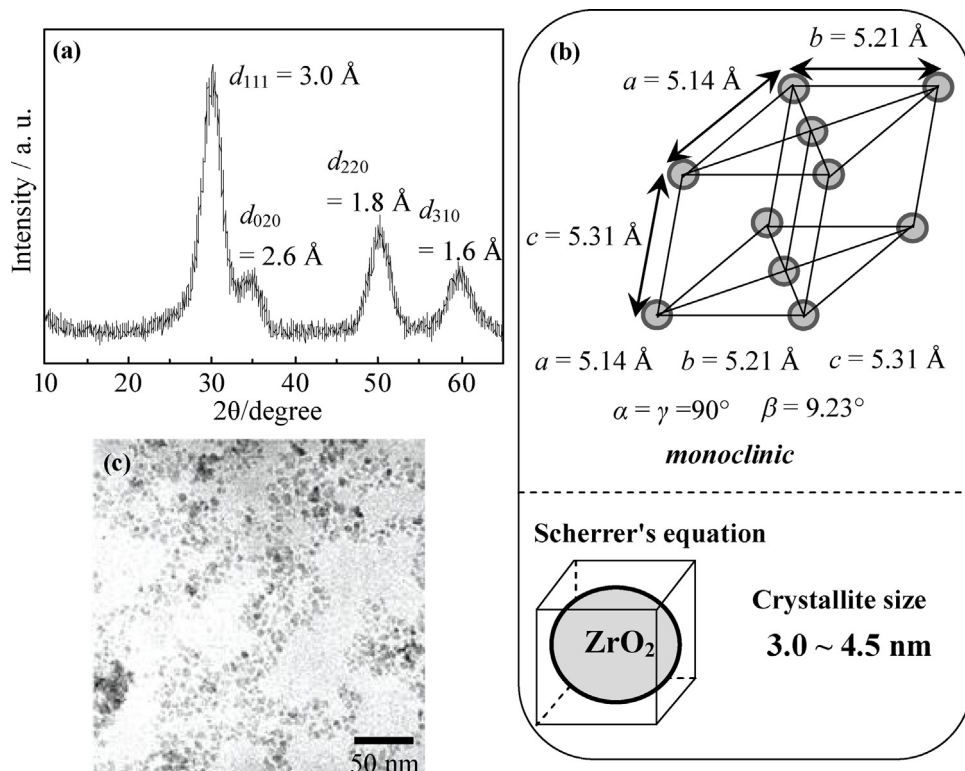 (a)
d111 = 3.0 Å
d020
= 2.6 Å
d220
= 1.8 Å
d310
= 1.6 Å
Intensity / a. u.
10 20 30 40 50 60
2θ/degree
(b)
b = 5.21 Å
a = 5.14 Å
c = 5.31 Å
a = 5.14 Å b = 5.21 Å c = 5.31 Å
α = γ =90° β = 9.23°
monoclinic
Scherrer's equation
ZrO₂
Crystallite size
3.0 ~ 4.5 nm
(c)
50 nm